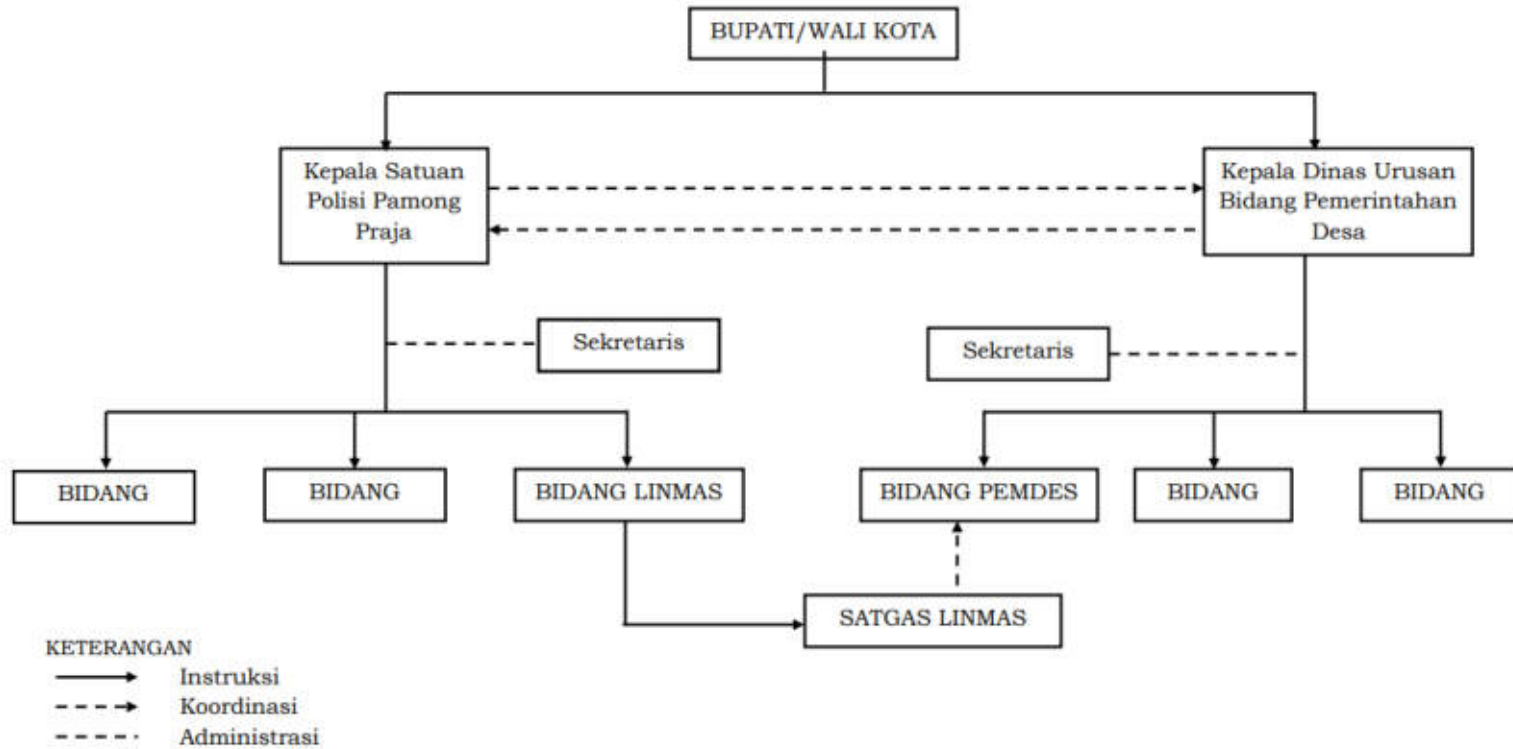 BUPATI/WALI KOTA
Kepala Satuan
Polisi Pamong
Praja
Kepala Dinas Urusan
Bidang Pemerintahan
Desa
Sekretaris
Sekretaris
BIDANG
BIDANG
BIDANG LINMAS
BIDANG PEMDES
BIDANG
BIDANG
SATGAS LINMAS
KETERANGAN
Instruksi
Koordinasi
Administrasi